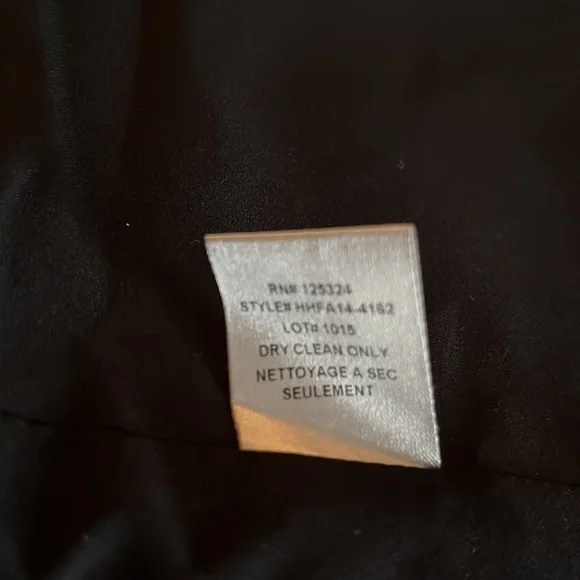 RN# 125324
STYLE# HHFA14-4162
LOT# 1015
DRY CLEAN ONLY
NETTOYAGE A SEC
SEULEMENT